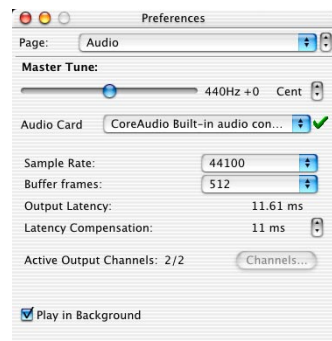 Preferences
Page: Audio
Master Tune:
440Hz +0 Cent
Audio Card CoreAudio Built-in audio con...
Sample Rate: 44100
Buffer frames: 512
Output Latency: 11.61 ms
Latency Compensation: 11 ms
Active Output Channels: 2/2 Channels...
Play in Background